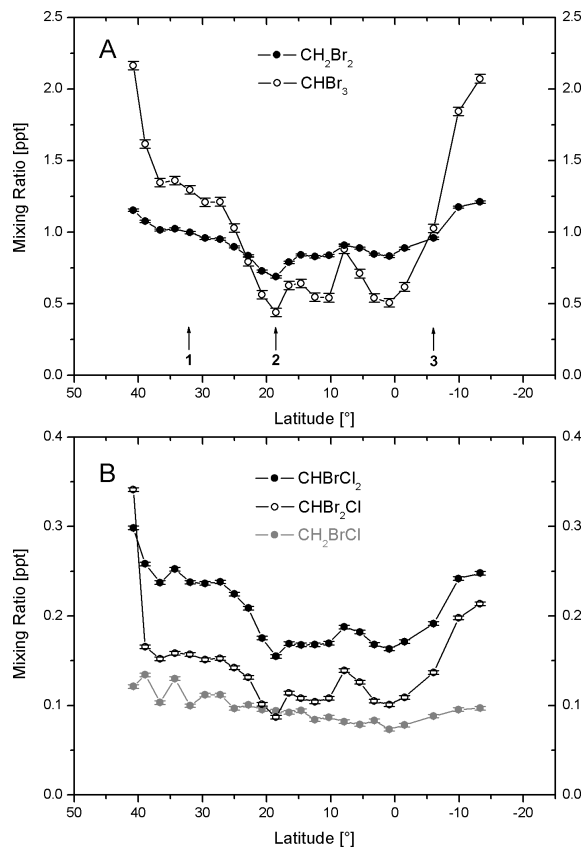 A
CH₂Br₂
CHBr₃
2.5
2.0
1.5
1.0
0.5
0.0
2.5
2.0
1.5
1.0
0.5
0.0
Mixing Ratio [ppt]
1
2
3
50 40 30 20 10 0 -10 -20
Latitude [°]
B
CHBrCl₂
CHBr₂Cl
CH₂BrCl
0.4
0.3
0.2
0.1
0.0
0.4
0.3
0.2
0.1
0.0
Mixing Ratio [ppt]
50 40 30 20 10 0 -10 -20
Latitude [°]